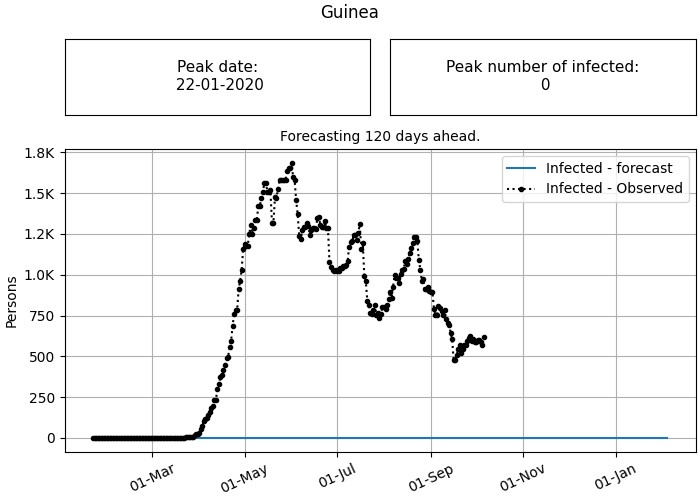 Guinea
Peak date:
22-01-2020
Peak number of infected:
0
Forecasting 120 days ahead.
1.8K
1.5K
1.2K
1.0K
750
500
250
0
Persons
Infected - forecast
Infected - Observed
01-Mar
01-May
01-Jul
01-Sep
01-Nov
01-Jan